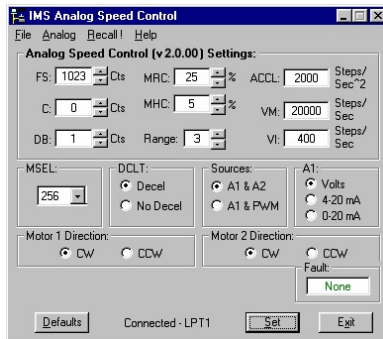 IMS Analog Speed Control
File Analog Recall! Help
Analog Speed Control (v 2.0.00) Settings:
FS: 1023 Cts MRC: 25 % ACCL: 2000 Steps/Sec^2
C: 0 Cts MHC: 5 % VM: 20000 Steps/Sec
DB: 1 Cts Range: 3 VI: 400 Steps/Sec
MSEL: DCLT: Sources: A1:
256 Decel A1 & A2 Volts
No Decel A1 & PWM 4-20 mA
0-20 mA
Motor 1 Direction: Motor 2 Direction:
CW CCW CW CCW
Fault:
None
Defaults Connected - LPT1 Set Exit